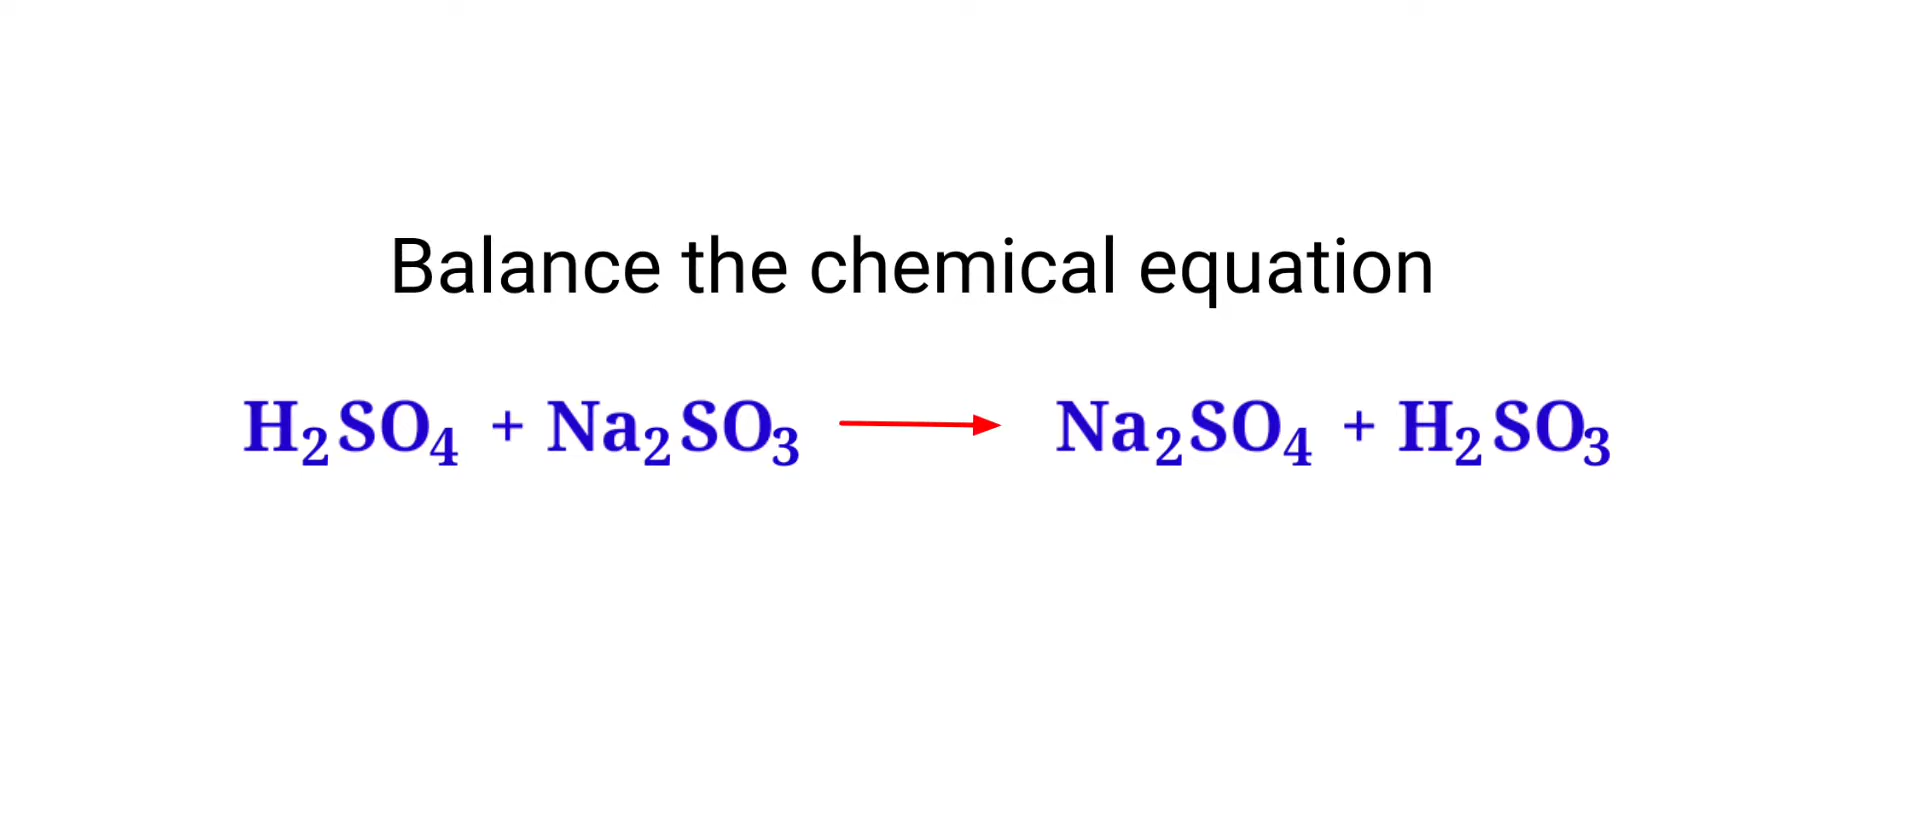 Balance the chemical equation
H₂SO₄ + Na₂SO₃ ⟶ Na₂SO₄ + H₂SO₃